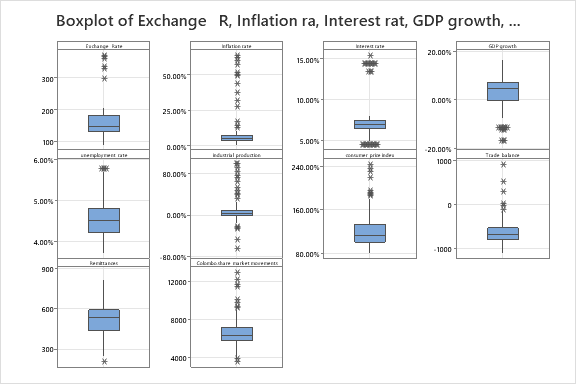 Boxplot of Exchange R, Inflation ra, Interest rat, GDP growth, ...
Exchange Rate
Inflation rate
Interest rate
GDP growth
300
200
100
50.00%
25.00%
0.00%
15.00%
10.00%
5.00%
20.00%
0.00%
-20.00%
unemployment rate
industrial production
consumer price index
Trade balance
6.00%
5.00%
4.00%
80.00%
0.00%
-80.00%
240.00%
160.00%
80.00%
1000
0
-1000
Remittances
Colombo share market movements
900
600
300
12000
8000
4000